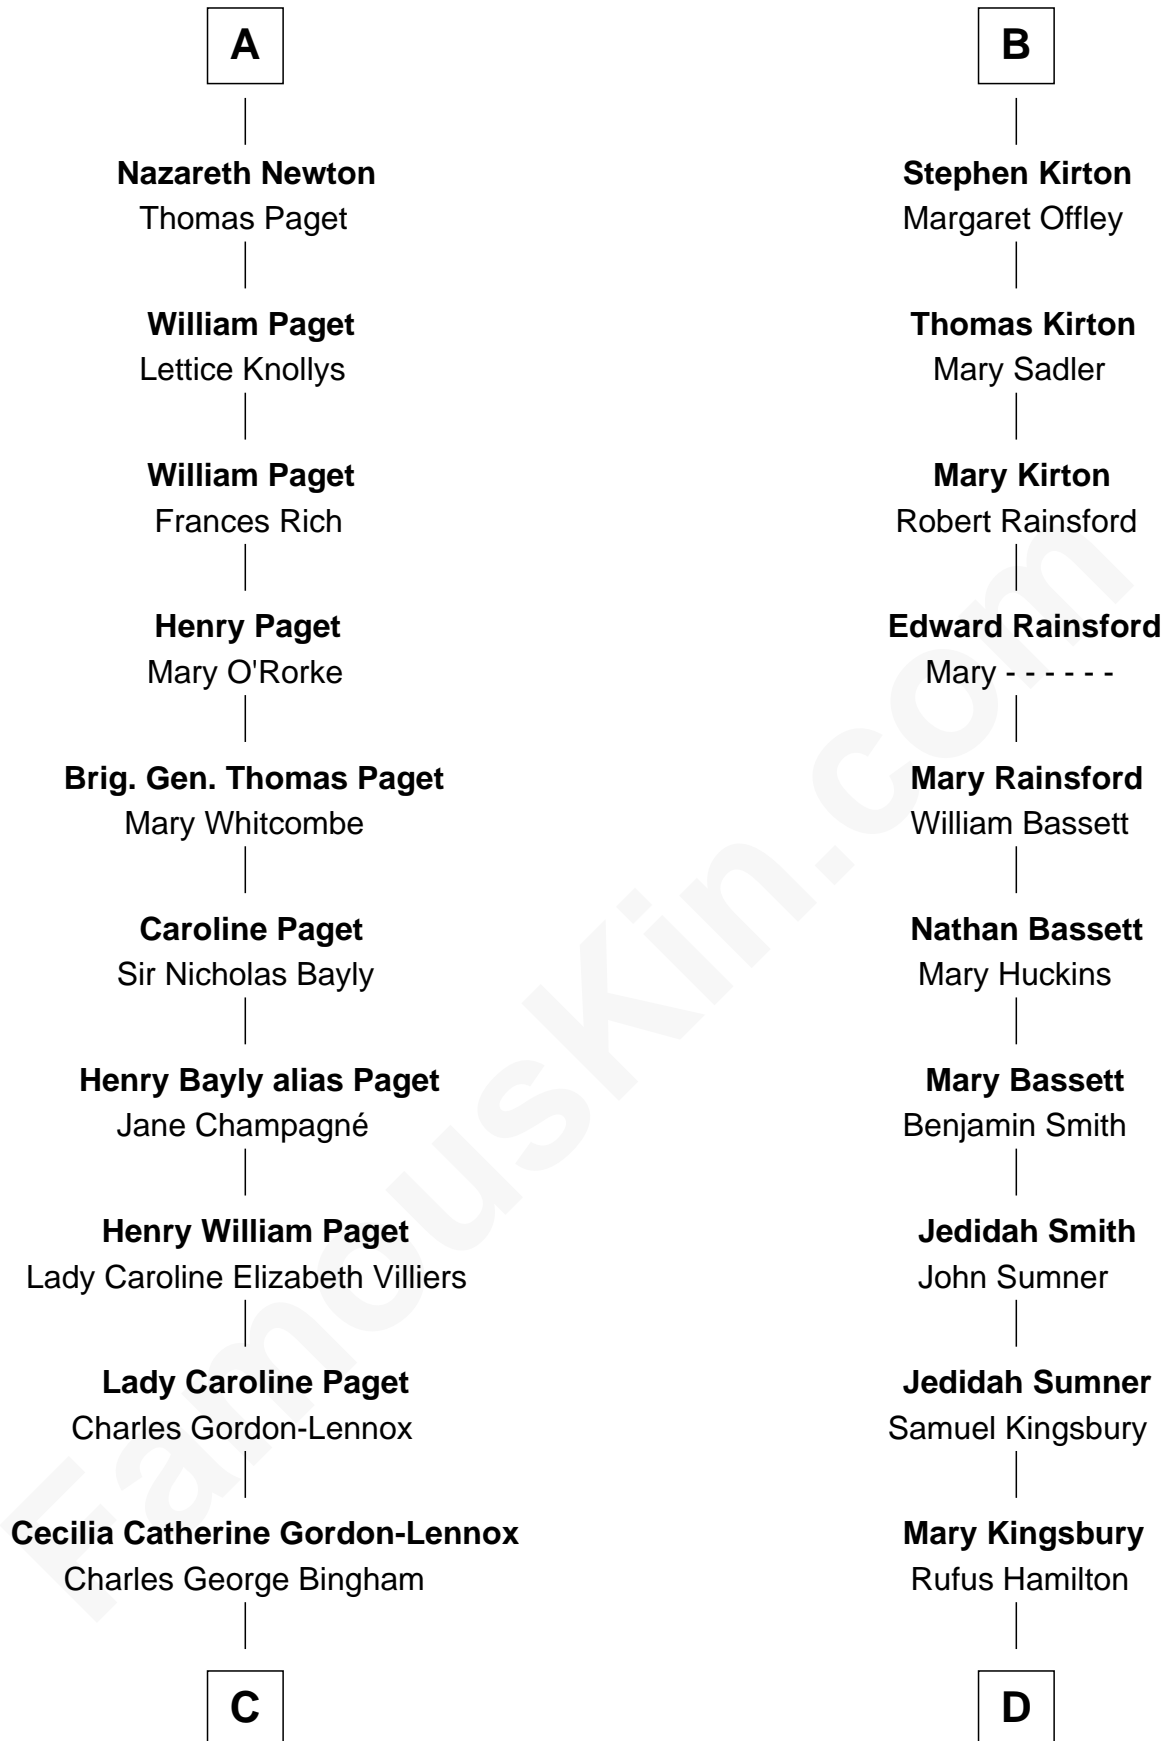 A
Nazareth Newton
Thomas Paget
William Paget
Lettice Knollys
William Paget
Frances Rich
Henry Paget
Mary O'Rorke
Brig. Gen. Thomas Paget
Mary Whitcombe
Caroline Paget
Sir Nicholas Bayly
Henry Bayly alias Paget
Jane Champagné
Henry William Paget
Lady Caroline Elizabeth Villiers
Lady Caroline Paget
Charles Gordon-Lennox
Cecilia Catherine Gordon-Lennox
Charles George Bingham
C
B
Stephen Kirton
Margaret Offley
Thomas Kirton
Mary Sadler
Mary Kirton
Robert Rainsford
Edward Rainsford
Mary - - - - - -
Mary Rainsford
William Bassett
Nathan Bassett
Mary Huckins
Mary Bassett
Benjamin Smith
Jedidah Smith
John Sumner
Jedidah Sumner
Samuel Kingsbury
Mary Kingsbury
Rufus Hamilton
D
FamousKin.com